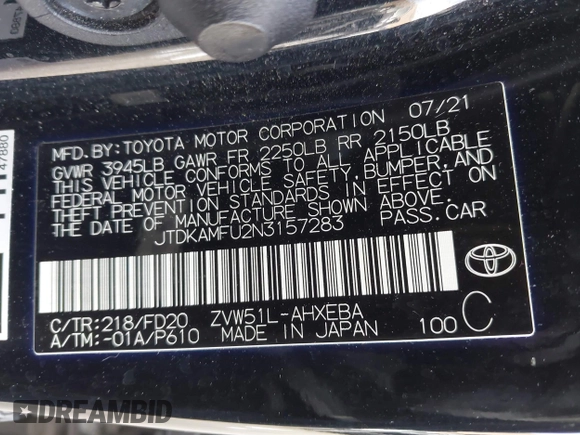 47880
MFD. BY: TOYOTA MOTOR CORPORATION 07/21
GVWR 3945LB GAWR FR 2250LB RR 2150LB
THIS VEHICLE CONFORMS TO ALL APPLICABLE
FEDERAL MOTOR VEHICLE SAFETY, BUMPER, AND
THEFT PREVENTION STANDARDS IN EFFECT ON
THE DATE OF MANUFACTURE SHOWN ABOVE.
JTDKAMFU2N3157283 PASS. CAR
C/TR: 218/FD20 ZVW51L-AHXEBA
A/TM: -01A/P610 MADE IN JAPAN 100 C
DREAMBID